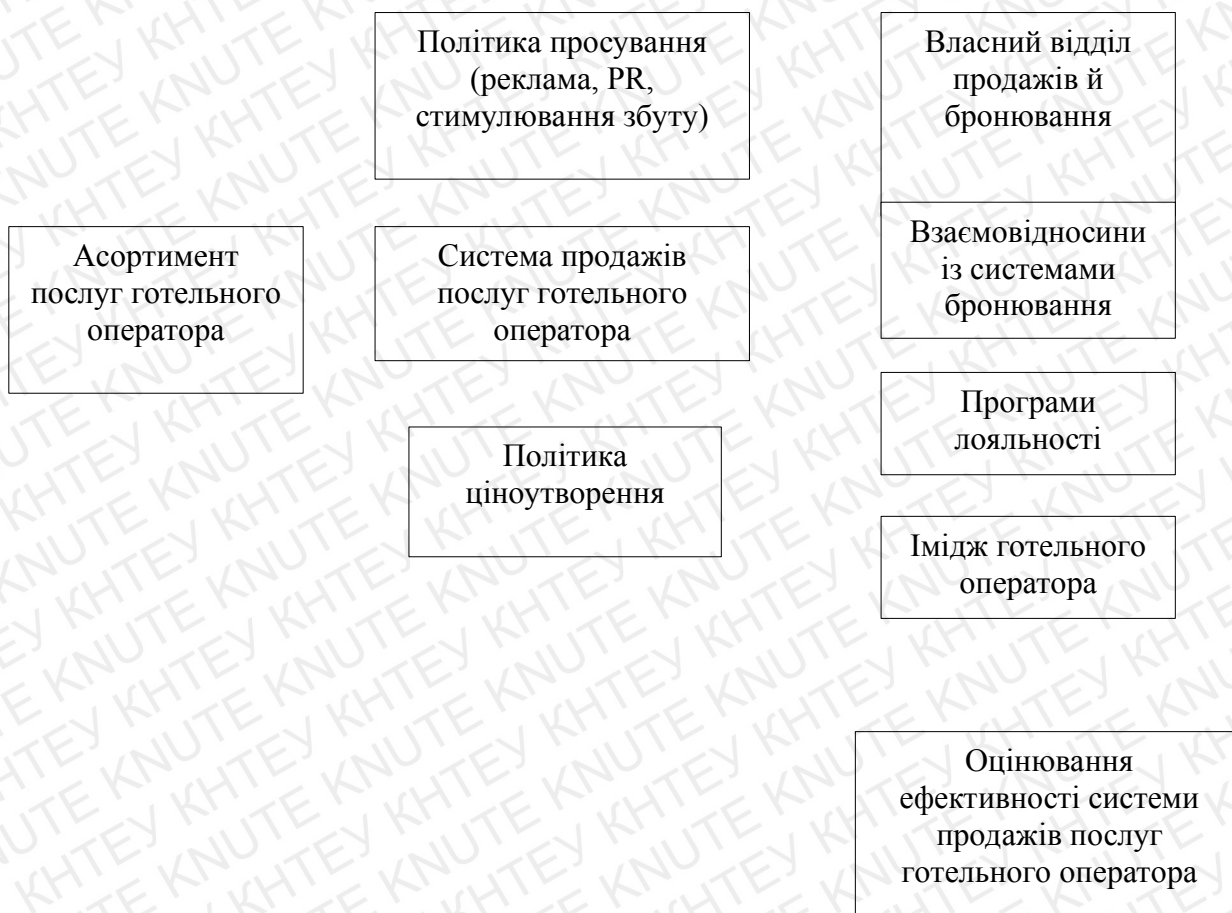 Політика просування
(реклама, PR,
стимулювання збуту)
Власний відділ
продажів й
бронювання
Асортимент
послуг готельного
оператора
Система продажів
послуг готельного
оператора
Взаємовідносини
із системами
бронювання
Політика
ціноутворення
Програми
лояльності
Імідж готельного
оператора
Оцінювання
ефективності системи
продажів послуг
готельного оператора